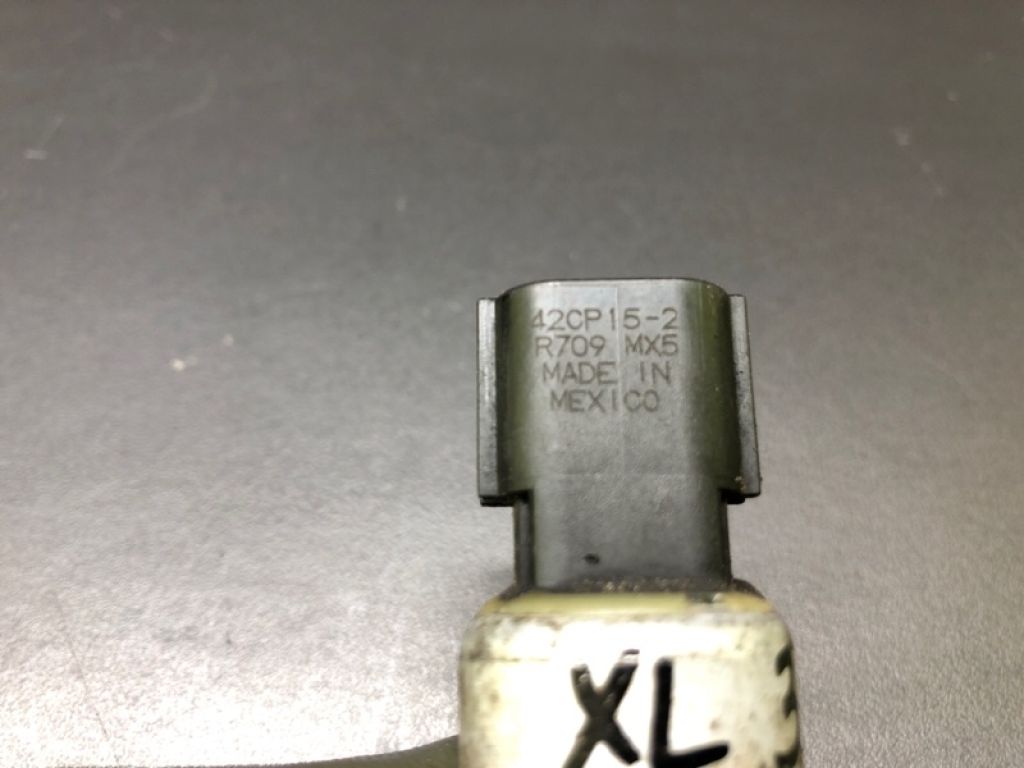 42CP15-2
R709 MX5
MADE IN
MEXICO
XL